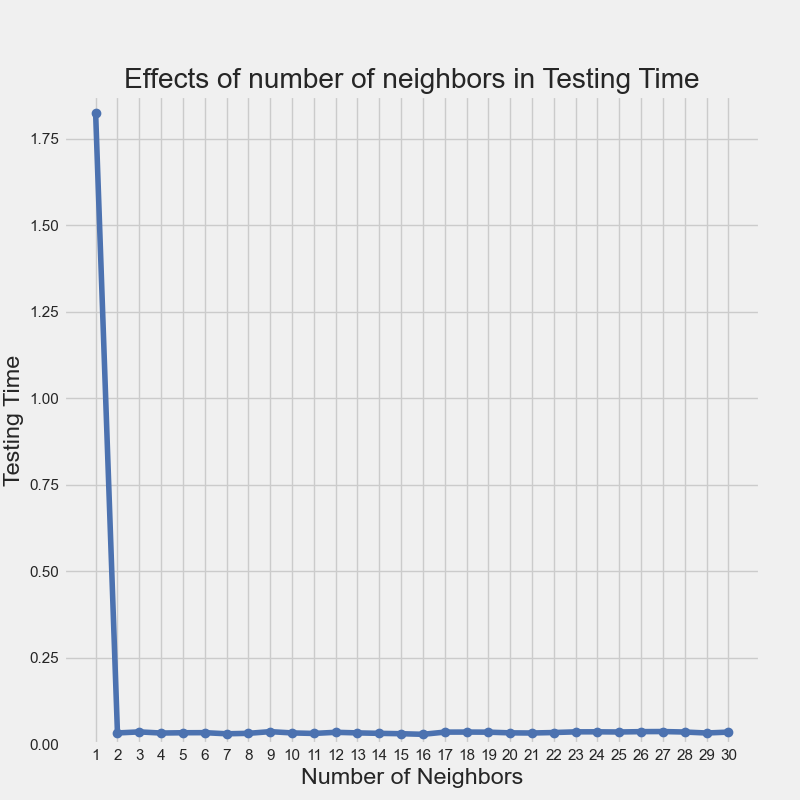 Effects of number of neighbors in Testing Time
Testing Time
1.75
1.50
1.25
1.00
0.75
0.50
0.25
0.00
1 2 3 4 5 6 7 8 9 10 11 12 13 14 15 16 17 18 19 20 21 22 23 24 25 26 27 28 29 30
Number of Neighbors